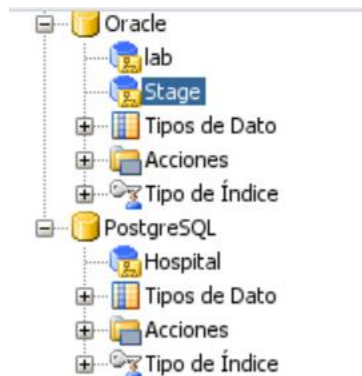 Oracle
lab
Stage
Tipos de Dato
Acciones
Tipo de Índice
PostgreSQL
Hospital
Tipos de Dato
Acciones
Tipo de Índice